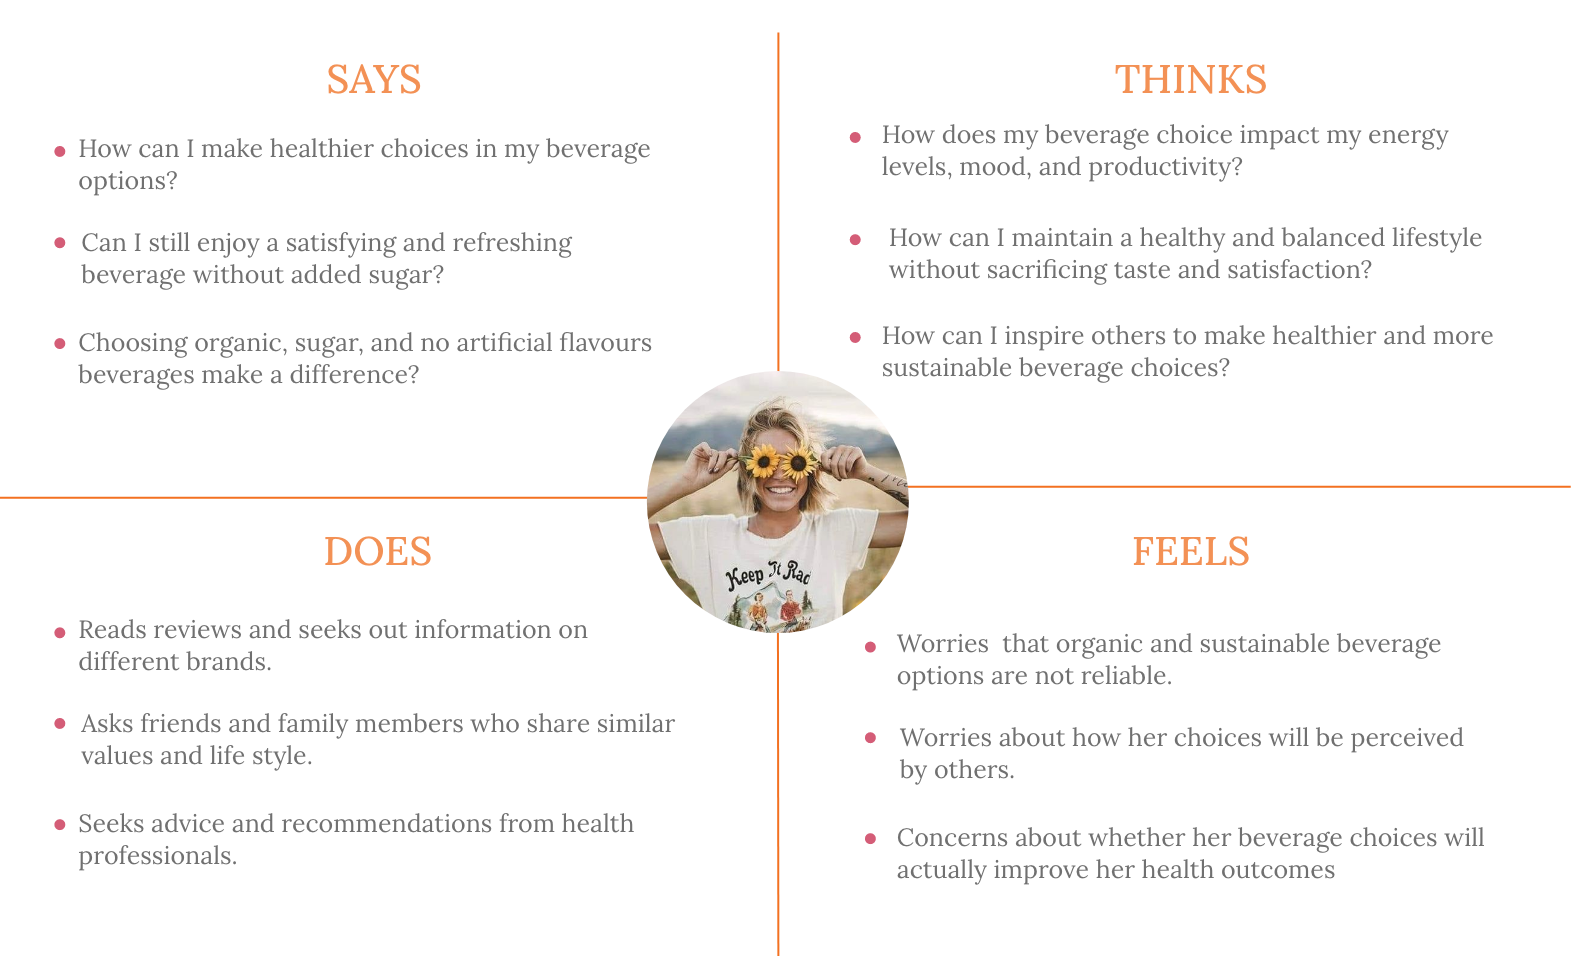 SAYS
How can I make healthier choices in my beverage
options?
Can I still enjoy a satisfying and refreshing
beverage without added sugar?
Choosing organic, sugar, and no artificial flavours
beverages make a difference?
THINKS
How does my beverage choice impact my energy
levels, mood, and productivity?
How can I maintain a healthy and balanced lifestyle
without sacrificing taste and satisfaction?
How can I inspire others to make healthier and more
sustainable beverage choices?
Keep It Rad
DOES
Reads reviews and seeks out information on
different brands.
Asks friends and family members who share similar
values and life style.
Seeks advice and recommendations from health
professionals.
FEELS
Worries  that organic and sustainable beverage
options are not reliable.
Worries about how her choices will be perceived
by others.
Concerns about whether her beverage choices will
actually improve her health outcomes